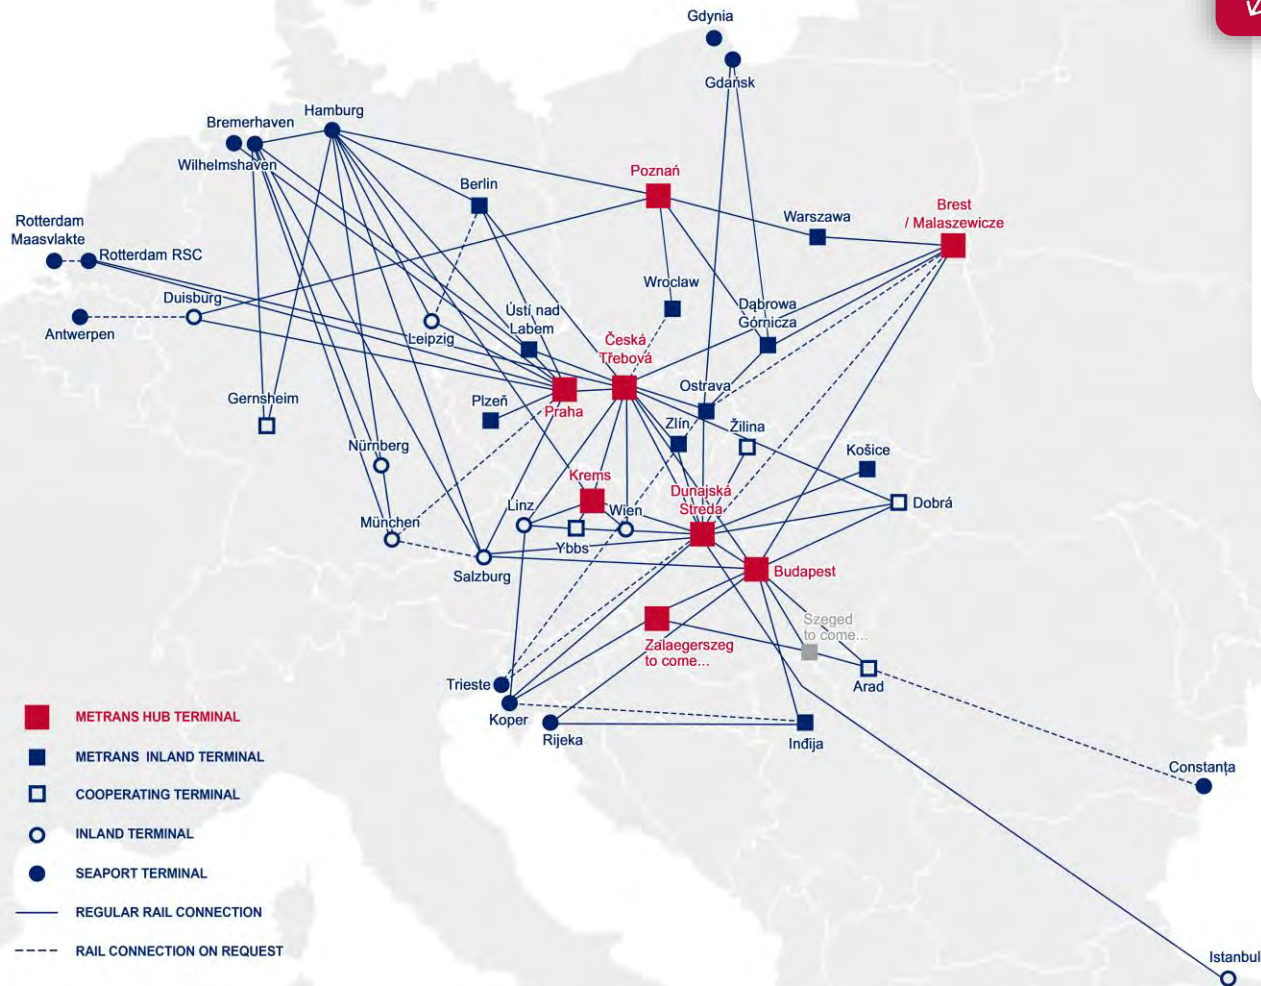 Gdynia
Gdańsk
Hamburg
Bremerhaven
Wilhelmshaven
Poznań
Berlin
Brest
/ Malaszewicze
Warszawa
Rotterdam
Maasvlakte
Rotterdam RSC
Wroclaw
Duisburg
Ústí nad
Labem
Dąbrowa
Górnicza
Antwerpen
Leipzig
Česká
Třebová
Ostrava
Plzeň
Praha
Gernsheim
Zlín
Žilina
Nürnberg
Košice
Krems
Dunajská
Streda
Linz
Wien
Dobrá
München
Ybbs
Salzburg
Budapest
Szeged
to come...
Zalaegerszeg
to come...
Trieste
Arad
Koper
Rijeka
Inđija
Constanța
Istanbul
METRANS HUB TERMINAL
METRANS INLAND TERMINAL
COOPERATING TERMINAL
INLAND TERMINAL
SEAPORT TERMINAL
REGULAR RAIL CONNECTION
RAIL CONNECTION ON REQUEST